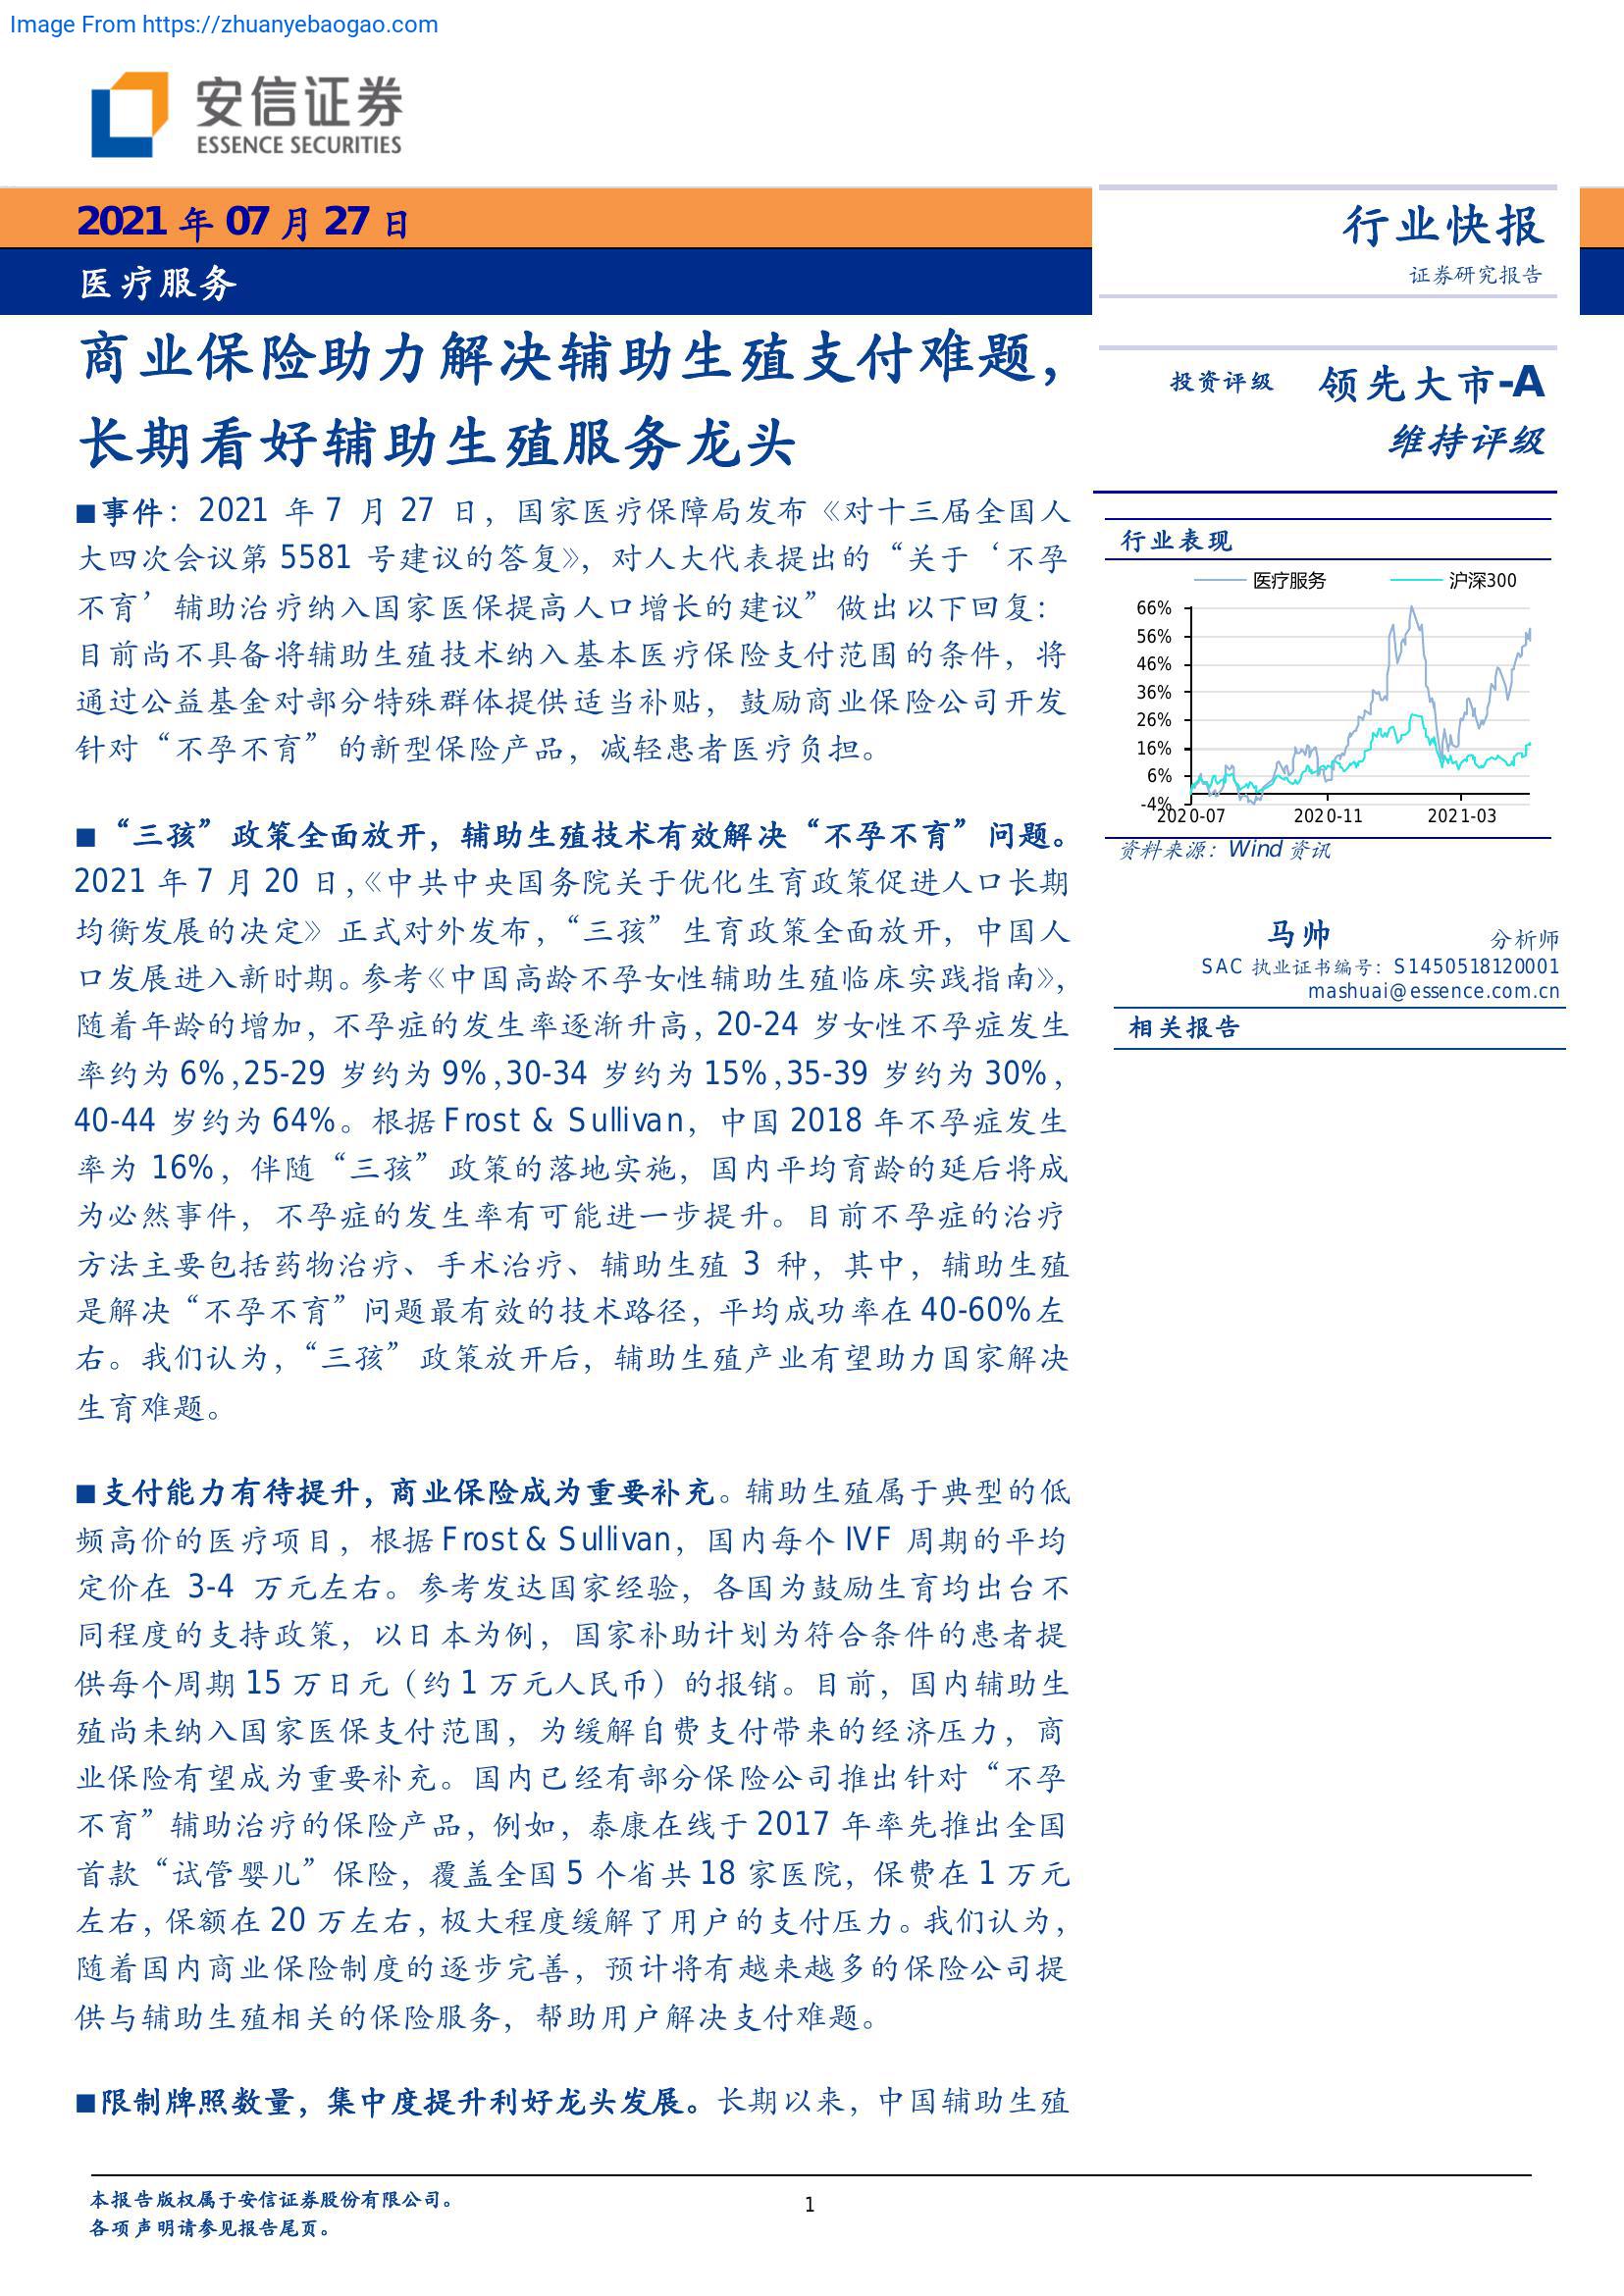 Image From https://zhuanyebaogao.com
安信证券
ESSENCE SECURITIES
2021 年 07 月 27 日
医疗服务
行业快报
证券研究报告
商业保险助力解决辅助生殖支付难题，
长期看好辅助生殖服务龙头
投资评级 领先大市-A
维持评级
■事件：2021 年 7 月 27 日，国家医疗保障局发布《对十三届全国人
大四次会议第 5581 号建议的答复》，对人大代表提出的“关于‘不孕
不育’辅助治疗纳入国家医保提高人口增长的建议”做出以下回复：
目前尚不具备将辅助生殖技术纳入基本医疗保险支付范围的条件，将
通过公益基金对部分特殊群体提供适当补贴，鼓励商业保险公司开发
针对“不孕不育”的新型保险产品，减轻患者医疗负担。
■“三孩”政策全面放开，辅助生殖技术有效解决“不孕不育”问题。
2021 年 7 月 20 日，《中共中央国务院关于优化生育政策促进人口长期
均衡发展的决定》正式对外发布，“三孩”生育政策全面放开，中国人
口发展进入新时期。参考《中国高龄不孕女性辅助生殖临床实践指南》，
随着年龄的增加，不孕症的发生率逐渐升高，20-24 岁女性不孕症发生
率约为 6%，25-29 岁约为 9%，30-34 岁约为 15%，35-39 岁约为 30%，
40-44 岁约为 64%。根据 Frost & Sullivan，中国 2018 年不孕症发生
率为 16%，伴随“三孩”政策的落地实施，国内平均育龄的延后将成
为必然事件，不孕症的发生率有可能进一步提升。目前不孕症的治疗
方法主要包括药物治疗、手术治疗、辅助生殖 3 种，其中，辅助生殖
是解决“不孕不育”问题最有效的技术路径，平均成功率在 40-60%左
右。我们认为，“三孩”政策放开后，辅助生殖产业有望助力国家解决
生育难题。
■支付能力有待提升，商业保险成为重要补充。辅助生殖属于典型的低
频高价的医疗项目，根据 Frost & Sullivan，国内每个 IVF 周期的平均
定价在 3-4 万元左右。参考发达国家经验，各国为鼓励生育均出台不
同程度的支持政策，以日本为例，国家补助计划为符合条件的患者提
供每个周期 15 万日元（约 1 万元人民币）的报销。目前，国内辅助生
殖尚未纳入国家医保支付范围，为缓解自费支付带来的经济压力，商
业保险有望成为重要补充。国内已经有部分保险公司推出针对“不孕
不育”辅助治疗的保险产品，例如，泰康在线于 2017 年率先推出全国
首款“试管婴儿”保险，覆盖全国 5 个省共 18 家医院，保费在 1 万元
左右，保额在 20 万左右，极大程度缓解了用户的支付压力。我们认为，
随着国内商业保险制度的逐步完善，预计将有越来越多的保险公司提
供与辅助生殖相关的保险服务，帮助用户解决支付难题。
■限制牌照数量，集中度提升利好龙头发展。长期以来，中国辅助生殖
行业表现
医疗服务 沪深300
66%
56%
46%
36%
26%
16%
6%
-4%
2020-07 2020-11 2021-03
资料来源：Wind 资讯
马帅 分析师
SAC 执业证书编号：S1450518120001
mashuai@essence.com.cn
相关报告
本报告版权属于安信证券股份有限公司。
各项声明请参见报告尾页。
1